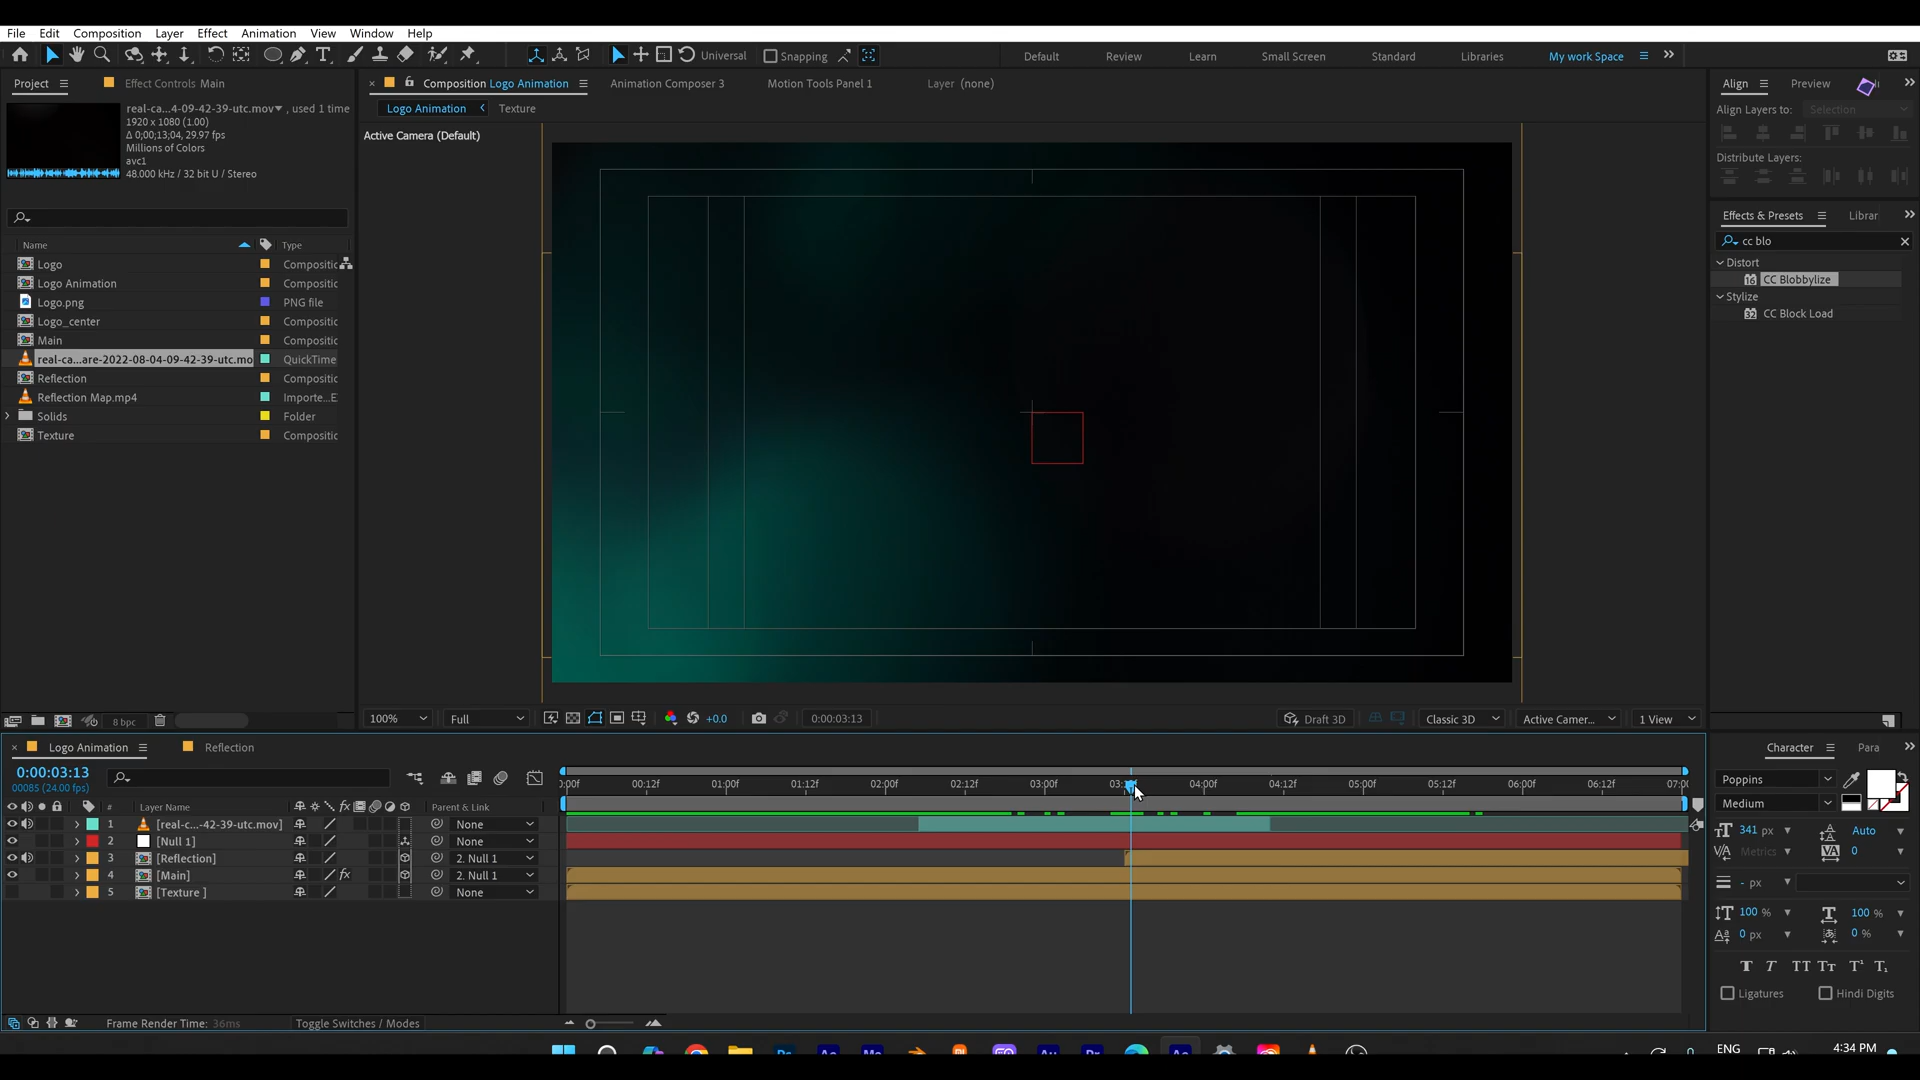 File Edit Composition Layer Effect Animation View Window Help
Universal Snapping Default Review Learn Small Screen Standard Libraries My work Space
Project Effect Controls Main
real-ca...4-09-42-39-utc.mov , used 1 time
1920 x 1080 (1.00)
Δ 0;00;13;04, 29.97 fps
Millions of Colors
avc1
48.000 kHz / 32 bit U / Stereo
Name Type
Logo Compositic
Logo Animation Compositic
Logo.png PNG file
Logo_center Compositic
Main Compositic
real-ca...are-2022-08-04-09-42-39-utc.mo QuickTime
Reflection Compositic
Reflection Map.mp4 Importe...E
Solids Folder
Texture Compositic
8 bpc
Composition Logo Animation Animation Composer 3 Motion Tools Panel 1 Layer (none)
Logo Animation Texture
Active Camera (Default)
100% Full +0.0 0:00:03:13 Draft 3D Classic 3D Active Camer... 1 View
Align Preview
Align Layers to: Selection
Distribute Layers:
Effects & Presets Librar
cc blo
Distort
CC Blobbylize
Stylize
CC Block Load
Logo Animation Reflection
0:00:03:13
00085 (24.00 fps)
# Layer Name fx Parent & Link
00:12f 01:00f 01:12f 02:00f 02:12f 03:00f 04:00f 04:12f 05:00f 05:12f 06:00f 06:12f
1 [real-c...-42-39-utc.mov] None
2 [Null 1] None
3 [Reflection] 2. Null 1
4 [Main] fx 2. Null 1
5 [Texture ] None
Frame Render Time: 36ms Toggle Switches / Modes
Character Para
Poppins
Medium
341 px Auto
Metrics 0
- px
100 % 100 %
0 px 0 %
T T TT Tт T¹ T₁
Ligatures Hindi Digits
ENG 4:34 PM